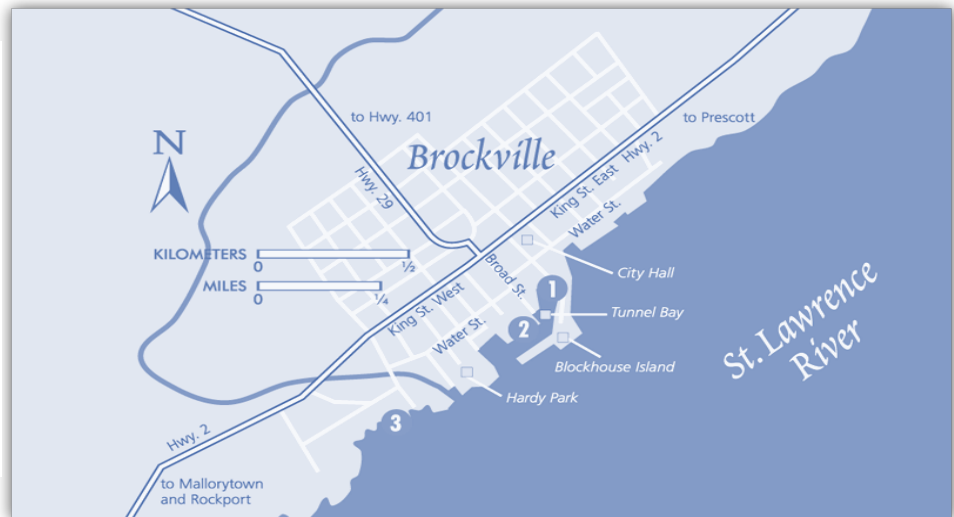 to Hwy. 401
to Prescott
Brockville
N
Hwy. 29
King St. East
Hwy. 2
Water St.
KILOMETERS
0
½
City Hall
MILES
0
¼
Broad St.
1
King St. West
Tunnel Bay
2
Water St.
Blockhouse Island
St. Lawrence
River
Hardy Park
3
Hwy. 2
to Mallorytown
and Rockport